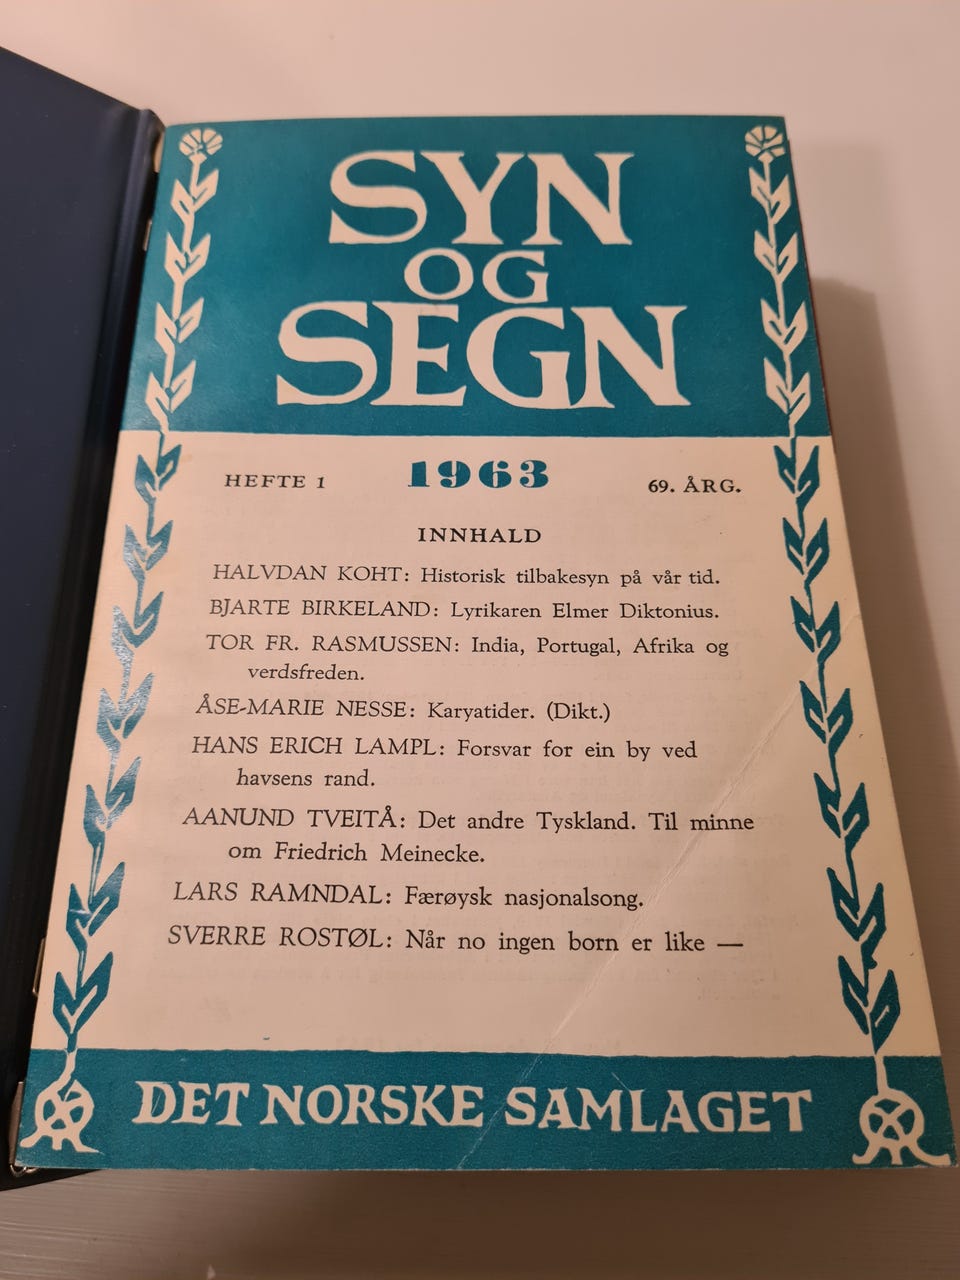 SYN
OG
SEGN
HEFTE 1 1963 69. ÅRG.
INNHALD
HALVDAN KOHT: Historisk tilbakesyn på vår tid.
BJARTE BIRKELAND: Lyrikaren Elmer Diktonius.
TOR FR. RASMUSSEN: India, Portugal, Afrika og
verdsfreden.
ÅSE-MARIE NESSE: Karyatider. (Dikt.)
HANS ERICH LAMPL: Forsvar for ein by ved
havsens rand.
AANUND TVEITÅ: Det andre Tyskland. Til minne
om Friedrich Meinecke.
LARS RAMNDAL: Færøysk nasjonalsong.
SVERRE ROSTØL: Når no ingen born er like —
DET NORSKE SAMLAGET